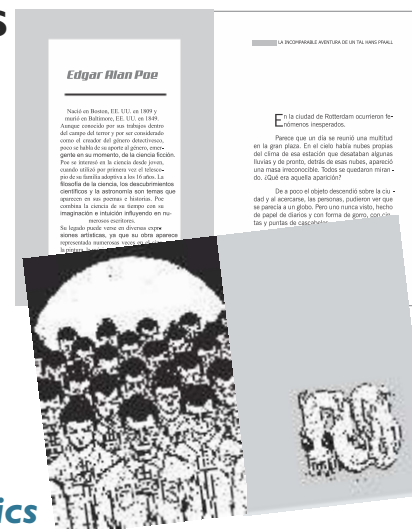 s
Edgar Alan Poe
Nació en Boston, EE. UU. en 1809 y
murió en Baltimore, EE. UU. en 1849.
Aunque conocido por sus trabajos dentro
del campo del terror y por ser considerado
como el creador del género detectivesco,
poco se habla de su aporte al género, emer-
gente en su momento, de la ciencia ficción.
Poe se interesó en la ciencia desde joven,
cuando utilizó por primera vez el telesco-
pio de su familia adoptiva a los 16 años. La
filosofía de la ciencia, los descubrimientos
científicos y la astronomía son temas que
aparecen en sus poemas e historias. Poe
combina la ciencia de su tiempo con su
imaginación e intuición influyendo en nu-
merosos escritores.
Su legado puede verse en diversas expre-
siones artísticas, ya que su obra aparece
representado numerosas veces en el
la pintura,
LA INCOMPARABLE AVENTURA DE UN TAL HANS PFAALL
En la ciudad de Rotterdam ocurrieron fe-
nómenos inesperados.
Parece que un día se reunió una multitud
en la gran plaza. En el cielo había nubes propias
del clima de esa estación que desataban algunas
lluvias y de pronto, detrás de esas nubes, apareció
una masa irreconocible. Todos se quedaron miran -
do. ¿Qué era aquella aparición?
De a poco el objeto descendió sobre la ciu -
dad y al acercarse, las personas, pudieron ver que
se parecía a un globo. Pero uno nunca visto, hecho
de papel de diarios y con forma de gorro, con cin-
tas y puntas de cascabeles
ics